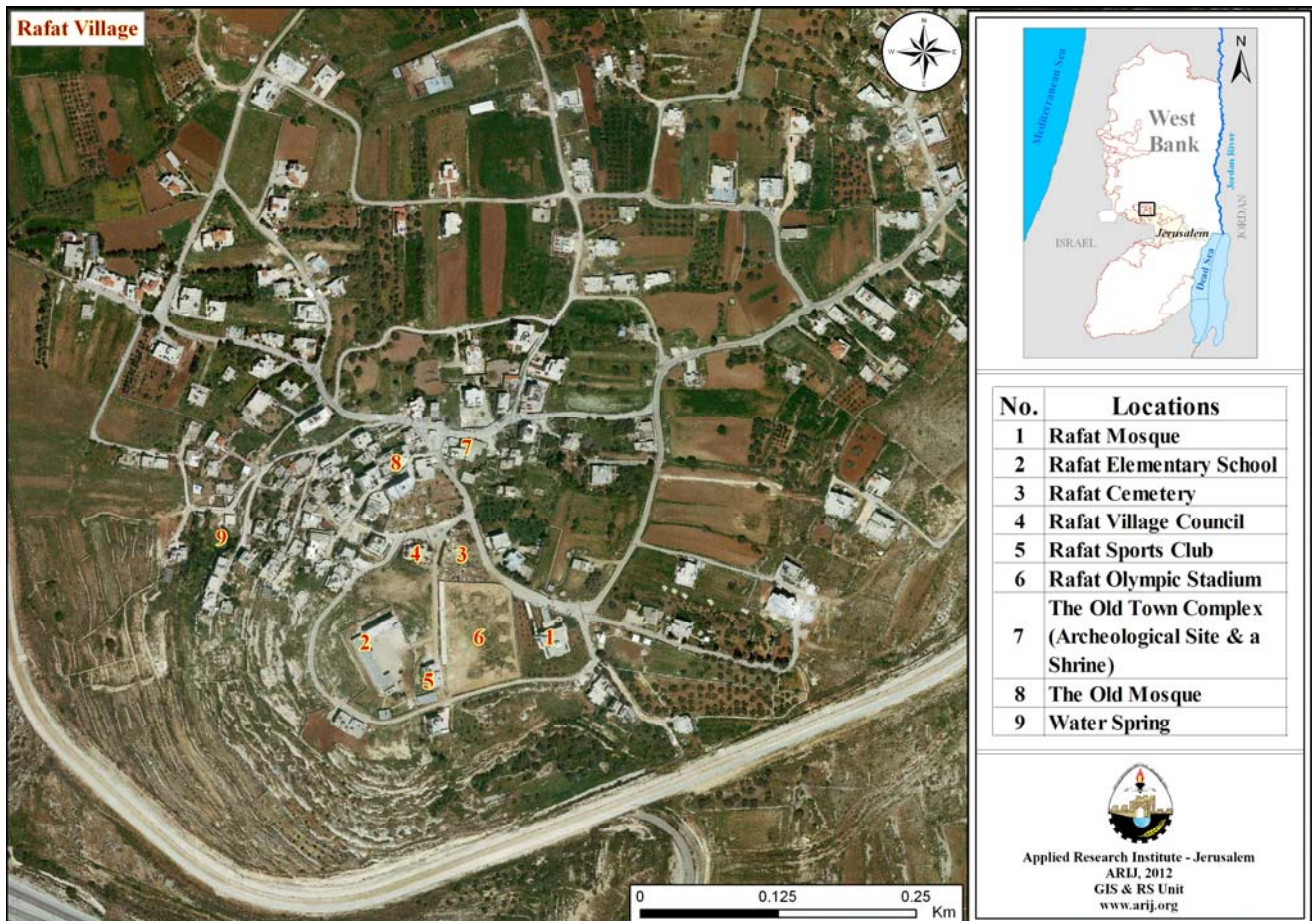 Rafat Village
N
W
E
S
8
7
9
4
3
2
6
1
5
0
0.125
0.25
Km
N
Mediterranean Sea
West
Bank
Jordan River
JORDAN
Jerusalem
ISRAEL
Dead Sea
No. Locations
1 Rafat Mosque
2 Rafat Elementary School
3 Rafat Cemetery
4 Rafat Village Council
5 Rafat Sports Club
6 Rafat Olympic Stadium
The Old Town Complex
7 (Archeological Site & a
Shrine)
8 The Old Mosque
9 Water Spring
Applied Research Institute - Jerusalem
ARIJ, 2012
GIS & RS Unit
www.arij.org